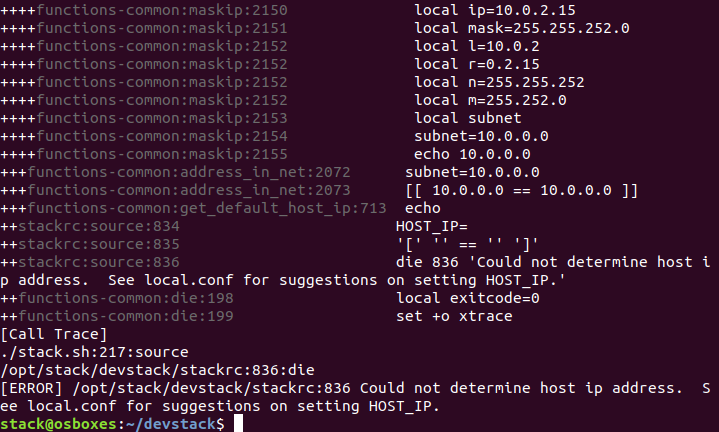 ++++functions-common:maskip:2150             local ip=10.0.2.15
++++functions-common:maskip:2151             local mask=255.255.252.0
++++functions-common:maskip:2152             local l=10.0.2
++++functions-common:maskip:2152             local r=0.2.15
++++functions-common:maskip:2152             local n=255.255.252
++++functions-common:maskip:2152             local m=255.252.0
++++functions-common:maskip:2153             local subnet
++++functions-common:maskip:2154             subnet=10.0.0.0
++++functions-common:maskip:2155             echo 10.0.0.0
+++functions-common:address_in_net:2072      subnet=10.0.0.0
+++functions-common:address_in_net:2073      [[ 10.0.0.0 == 10.0.0.0 ]]
+++functions-common:get_default_host_ip:713  echo
++stackrc:source:834                        HOST_IP=
++stackrc:source:835                        '[' '' == '' ']'
++stackrc:source:836                        die 836 'Could not determine host i
p address.  See local.conf for suggestions on setting HOST_IP.'
++functions-common:die:198                  local exitcode=0
++functions-common:die:199                  set +o xtrace
[Call Trace]
./stack.sh:217:source
/opt/stack/devstack/stackrc:836:die
[ERROR] /opt/stack/devstack/stackrc:836 Could not determine host ip address.  S
ee local.conf for suggestions on setting HOST_IP.
stack@osboxes:~/devstack$